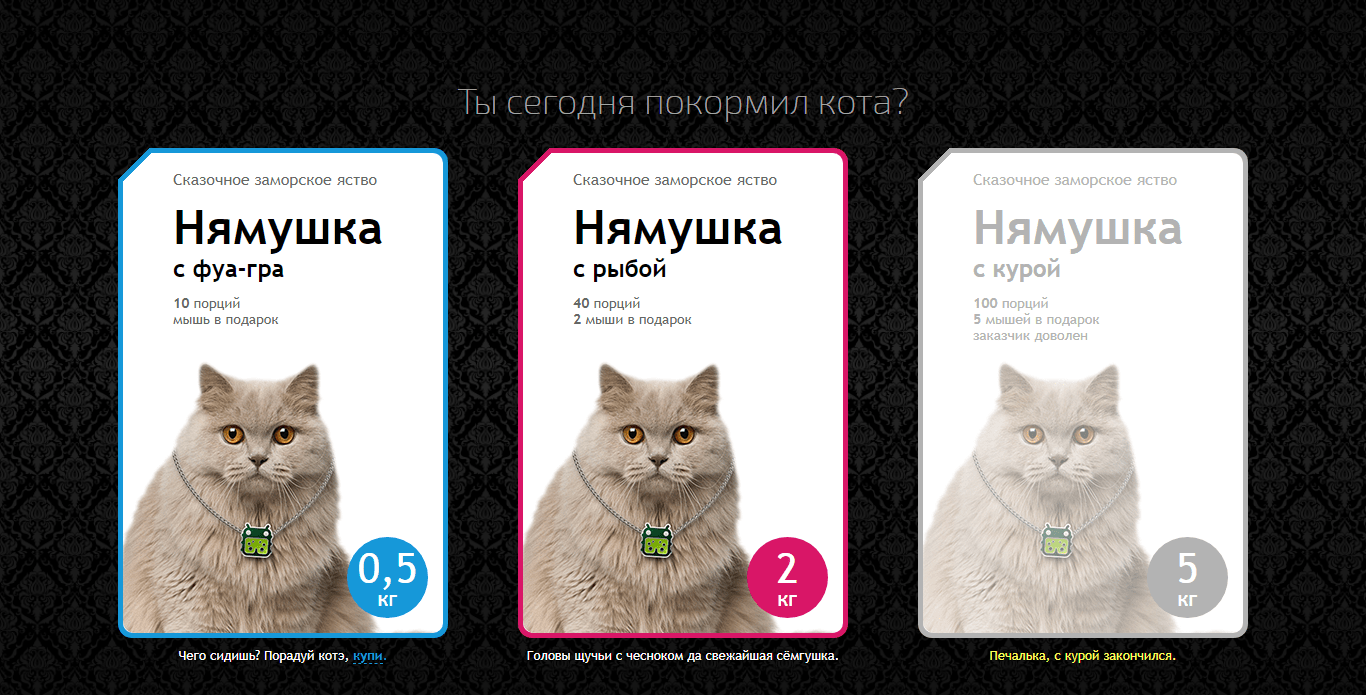 Ты сегодня покормил кота?
Сказочное заморское яство
Нямушка
с фуа-гра
10 порций
мышь в подарок
0,5
кг
Чего сидишь? Порадуй котэ, купи.
Сказочное заморское яство
Нямушка
с рыбой
40 порций
2 мыши в подарок
2
кг
Головы щучьи с чесноком да свежайшая сёмгушка.
Сказочное заморское яство
Нямушка
с курой
100 порций
5 мышей в подарок
заказчик доволен
5
кг
Печалька, с курой закончился.